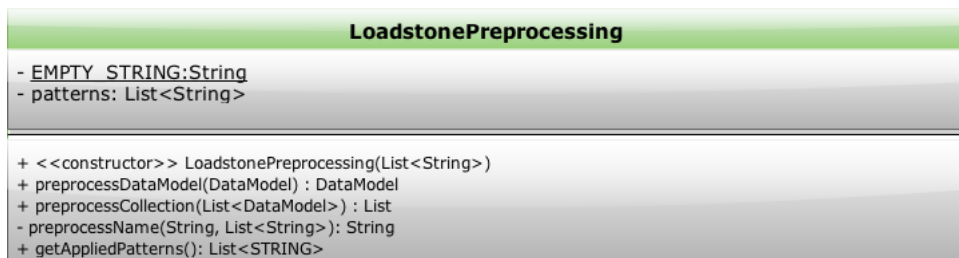 LoadstonePreprocessing
- EMPTY_STRING:String
- patterns: List<String>
+ <<constructor>> LoadstonePreprocessing(List<String>)
+ preprocessDataModel(DataModel) : DataModel
+ preprocessCollection(List<DataModel>) : List
- preprocessName(String, List<String>): String
+ getAppliedPatterns(): List<STRING>